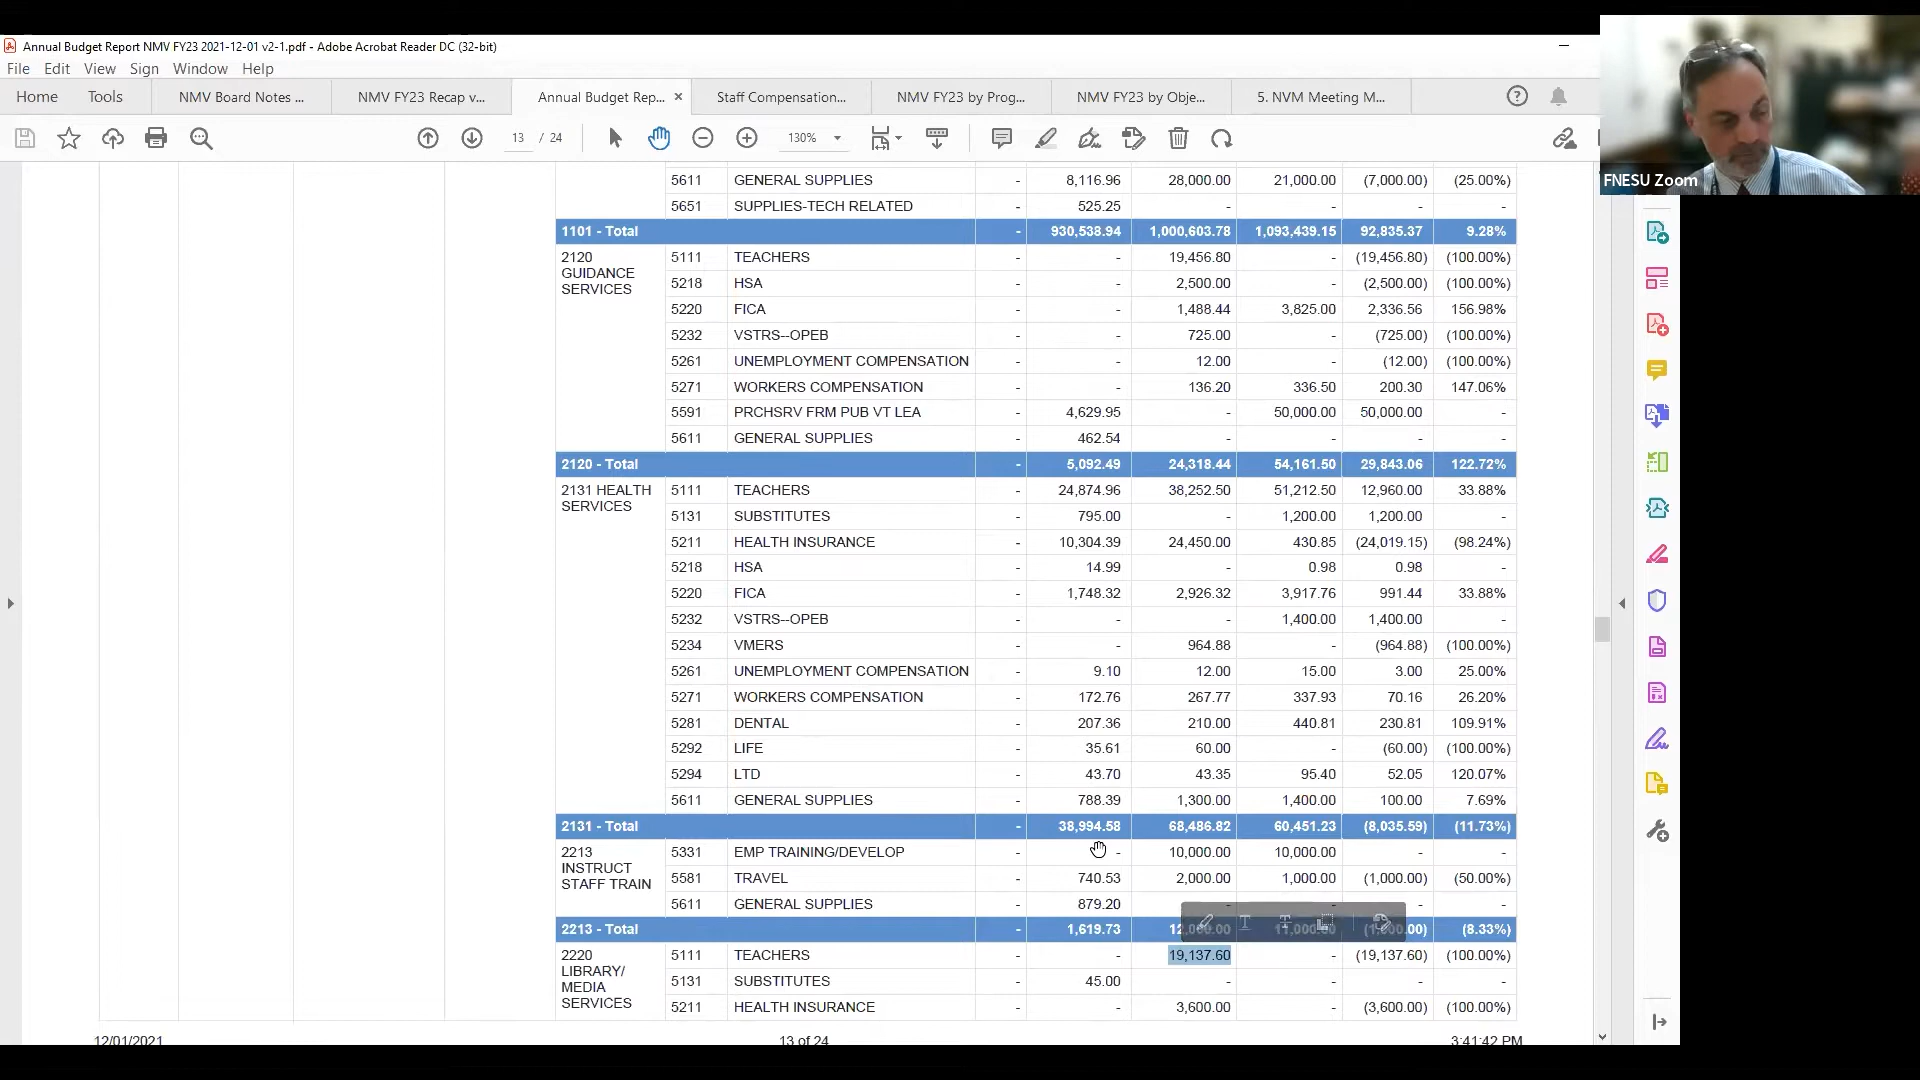 Annual Budget Report NMV FY23 2021-12-01 v2-1.pdf - Adobe Acrobat Reader DC (32-bit)
File Edit View Sign Window Help
Home Tools NMV Board Notes ... NMV FY23 Recap v... Annual Budget Rep... × Staff Compensation... NMV FY23 by Prog... NMV FY23 by Obje... 5. NVM Meeting M...
13 / 24 130%
FNESU Zoom
5611 GENERAL SUPPLIES - 8,116.96 28,000.00 21,000.00 (7,000.00) (25.00%)
5651 SUPPLIES-TECH RELATED - 525.25 - - - -
1101 - Total - 930,538.94 1,000,603.78 1,093,439.15 92,835.37 9.28%
2120 GUIDANCE SERVICES 5111 TEACHERS - - 19,456.80 - (19,456.80) (100.00%)
5218 HSA - - 2,500.00 - (2,500.00) (100.00%)
5220 FICA - - 1,488.44 3,825.00 2,336.56 156.98%
5232 VSTRS--OPEB - - 725.00 - (725.00) (100.00%)
5261 UNEMPLOYMENT COMPENSATION - - 12.00 - (12.00) (100.00%)
5271 WORKERS COMPENSATION - - 136.20 336.50 200.30 147.06%
5591 PRCHSRV FRM PUB VT LEA - 4,629.95 - 50,000.00 50,000.00 -
5611 GENERAL SUPPLIES - 462.54 - - - -
2120 - Total - 5,092.49 24,318.44 54,161.50 29,843.06 122.72%
2131 HEALTH SERVICES 5111 TEACHERS - 24,874.96 38,252.50 51,212.50 12,960.00 33.88%
5131 SUBSTITUTES - 795.00 - 1,200.00 1,200.00 -
5211 HEALTH INSURANCE - 10,304.39 24,450.00 430.85 (24,019.15) (98.24%)
5218 HSA - 14.99 - 0.98 0.98 -
5220 FICA - 1,748.32 2,926.32 3,917.76 991.44 33.88%
5232 VSTRS--OPEB - - - 1,400.00 1,400.00 -
5234 VMERS - - 964.88 - (964.88) (100.00%)
5261 UNEMPLOYMENT COMPENSATION - 9.10 12.00 15.00 3.00 25.00%
5271 WORKERS COMPENSATION - 172.76 267.77 337.93 70.16 26.20%
5281 DENTAL - 207.36 210.00 440.81 230.81 109.91%
5292 LIFE - 35.61 60.00 - (60.00) (100.00%)
5294 LTD - 43.70 43.35 95.40 52.05 120.07%
5611 GENERAL SUPPLIES - 788.39 1,300.00 1,400.00 100.00 7.69%
2131 - Total - 38,994.58 68,486.82 60,451.23 (8,035.59) (11.73%)
2213 INSTRUCT STAFF TRAIN 5331 EMP TRAINING/DEVELOP - - 10,000.00 10,000.00 - -
5581 TRAVEL - 740.53 2,000.00 1,000.00 (1,000.00) (50.00%)
5611 GENERAL SUPPLIES - 879.20 - - - -
2213 - Total - 1,619.73 12,000.00 11,000.00 (1,000.00) (8.33%)
2220 LIBRARY/ MEDIA SERVICES 5111 TEACHERS - - 19,137.60 - (19,137.60) (100.00%)
5131 SUBSTITUTES - 45.00 - - - -
5211 HEALTH INSURANCE - - 3,600.00 - (3,600.00) (100.00%)
12/01/2021 13 of 24 3:41:42 PM